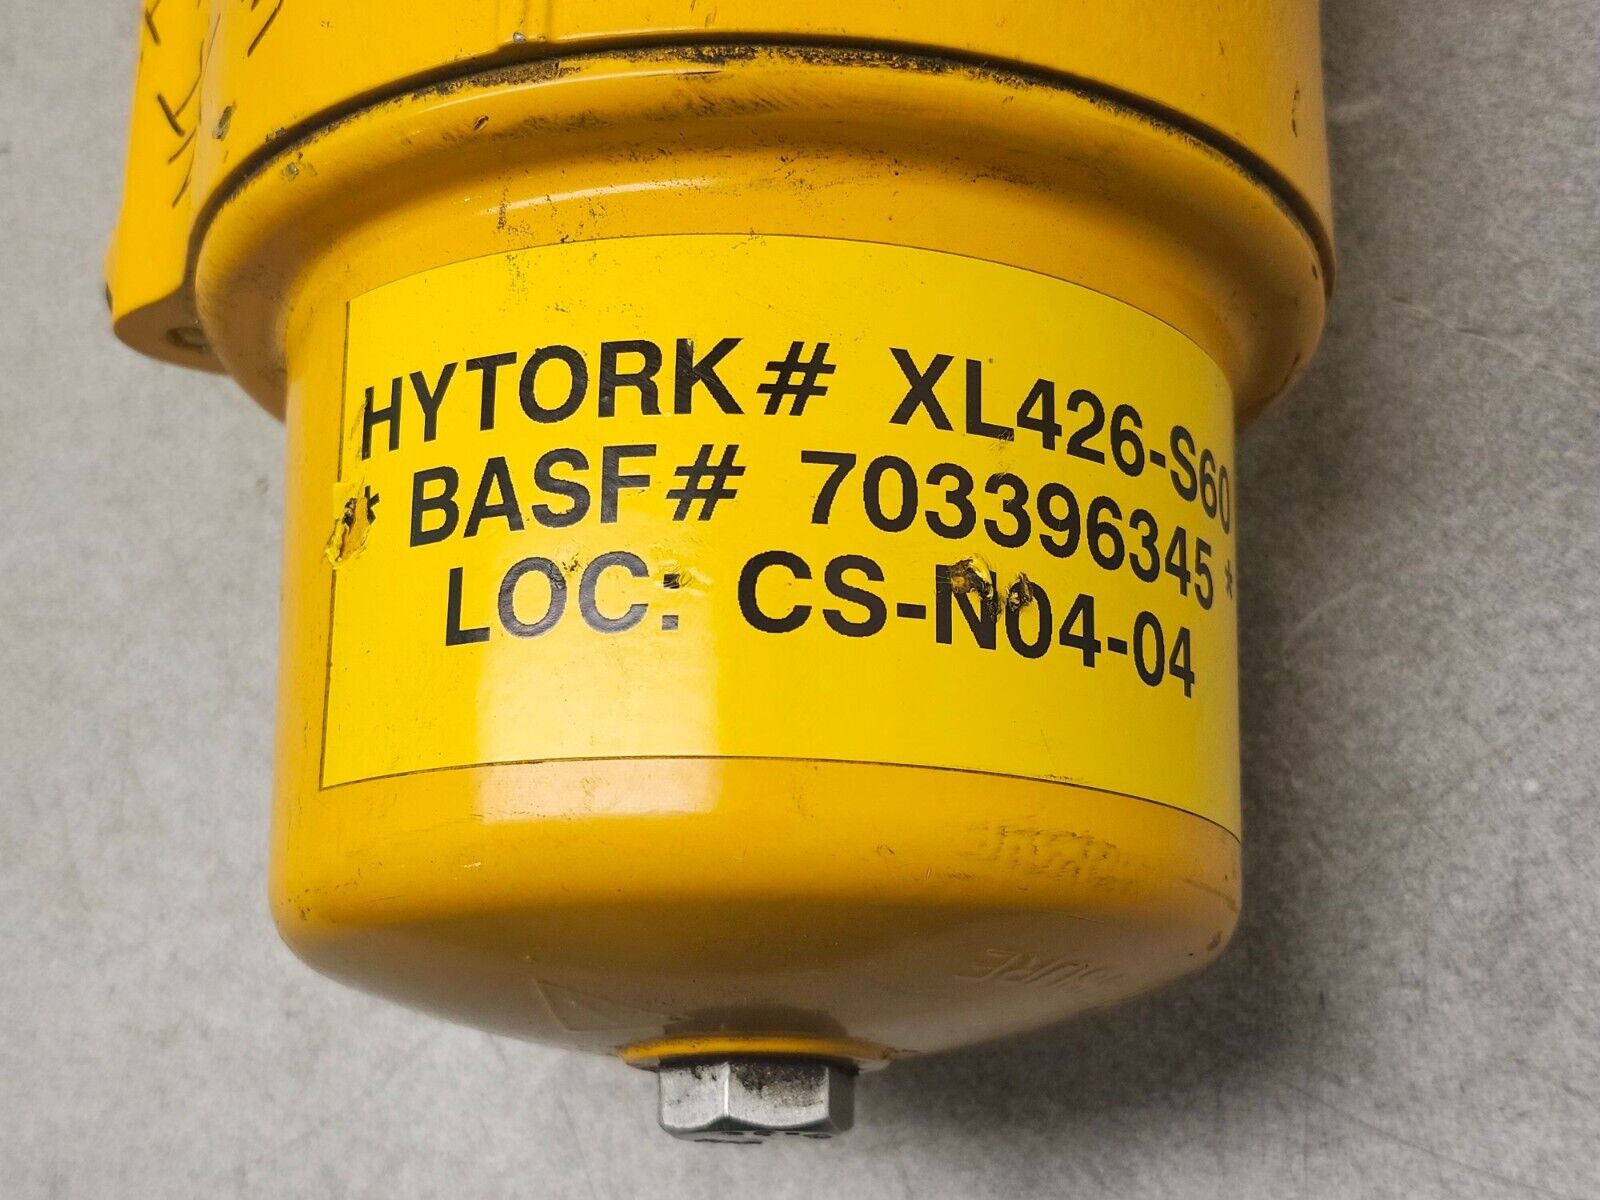 HYTORK# XL426-S60
* BASF# 703396345 *
LOC: CS-N04-04